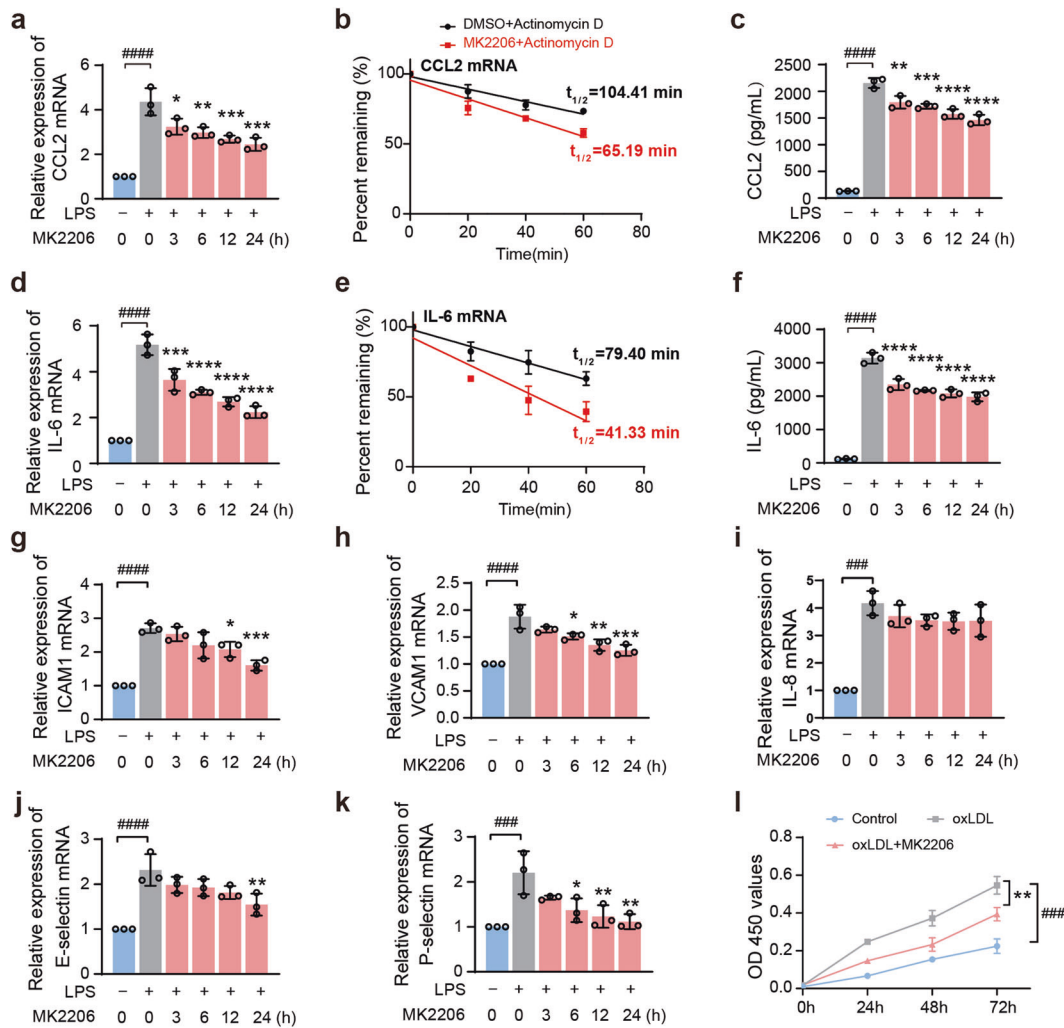 a
####
Relative expression of
CCL2 mRNA
6
4
2
0
*
**
***
***
LPS
– + + + + +
MK2206 0 0 3 6 12 24 (h)
b
DMSO+Actinomycin D
MK2206+Actinomycin D
CCL2 mRNA
Percent remaining (%)
100
50
0
t1/2=104.41 min
t1/2=65.19 min
0 20 40 60 80
Time(min)
c
####
CCL2 (pg/mL)
2500
2000
1500
1000
500
0
**
***
****
****
LPS – + + + + +
MK2206 0 0 3 6 12 24 (h)
d
####
Relative expression of
IL-6 mRNA
6
4
2
0
***
****
****
****
LPS – + + + + +
MK2206 0 0 3 6 12 24 (h)
e
IL-6 mRNA
Percent remaining (%)
100
50
0
t1/2=79.40 min
t1/2=41.33 min
0 20 40 60 80
Time(min)
f
####
IL-6 (pg/mL)
4000
3000
2000
1000
0
****
****
****
****
LPS – + + + + +
MK2206 0 0 3 6 12 24 (h)
g
####
Relative expression of
ICAM1 mRNA
4
3
2
1
0
*
***
LPS – + + + + +
MK2206 0 0 3 6 12 24 (h)
h
####
Relative expression of
VCAM1 mRNA
2.5
2.0
1.5
1.0
0.5
0.0
*
**
***
LPS – + + + + +
MK2206 0 0 3 6 12 24 (h)
i
###
Relative expression of
IL-8 mRNA
6
4
2
0
LPS – + + + + +
MK2206 0 0 3 6 12 24 (h)
j
####
Relative expression of
E-selectin mRNA
3
2
1
0
**
LPS – + + + + +
MK2206 0 0 3 6 12 24 (h)
k
###
Relative expression of
P-selectin mRNA
3
2
1
0
*
**
**
LPS – + + + + +
MK2206 0 0 3 6 12 24 (h)
l
Control
oxLDL
oxLDL+MK2206
OD 450 values
0.8
0.6
0.4
0.2
0.0
**
###
0h 24h 48h 72h